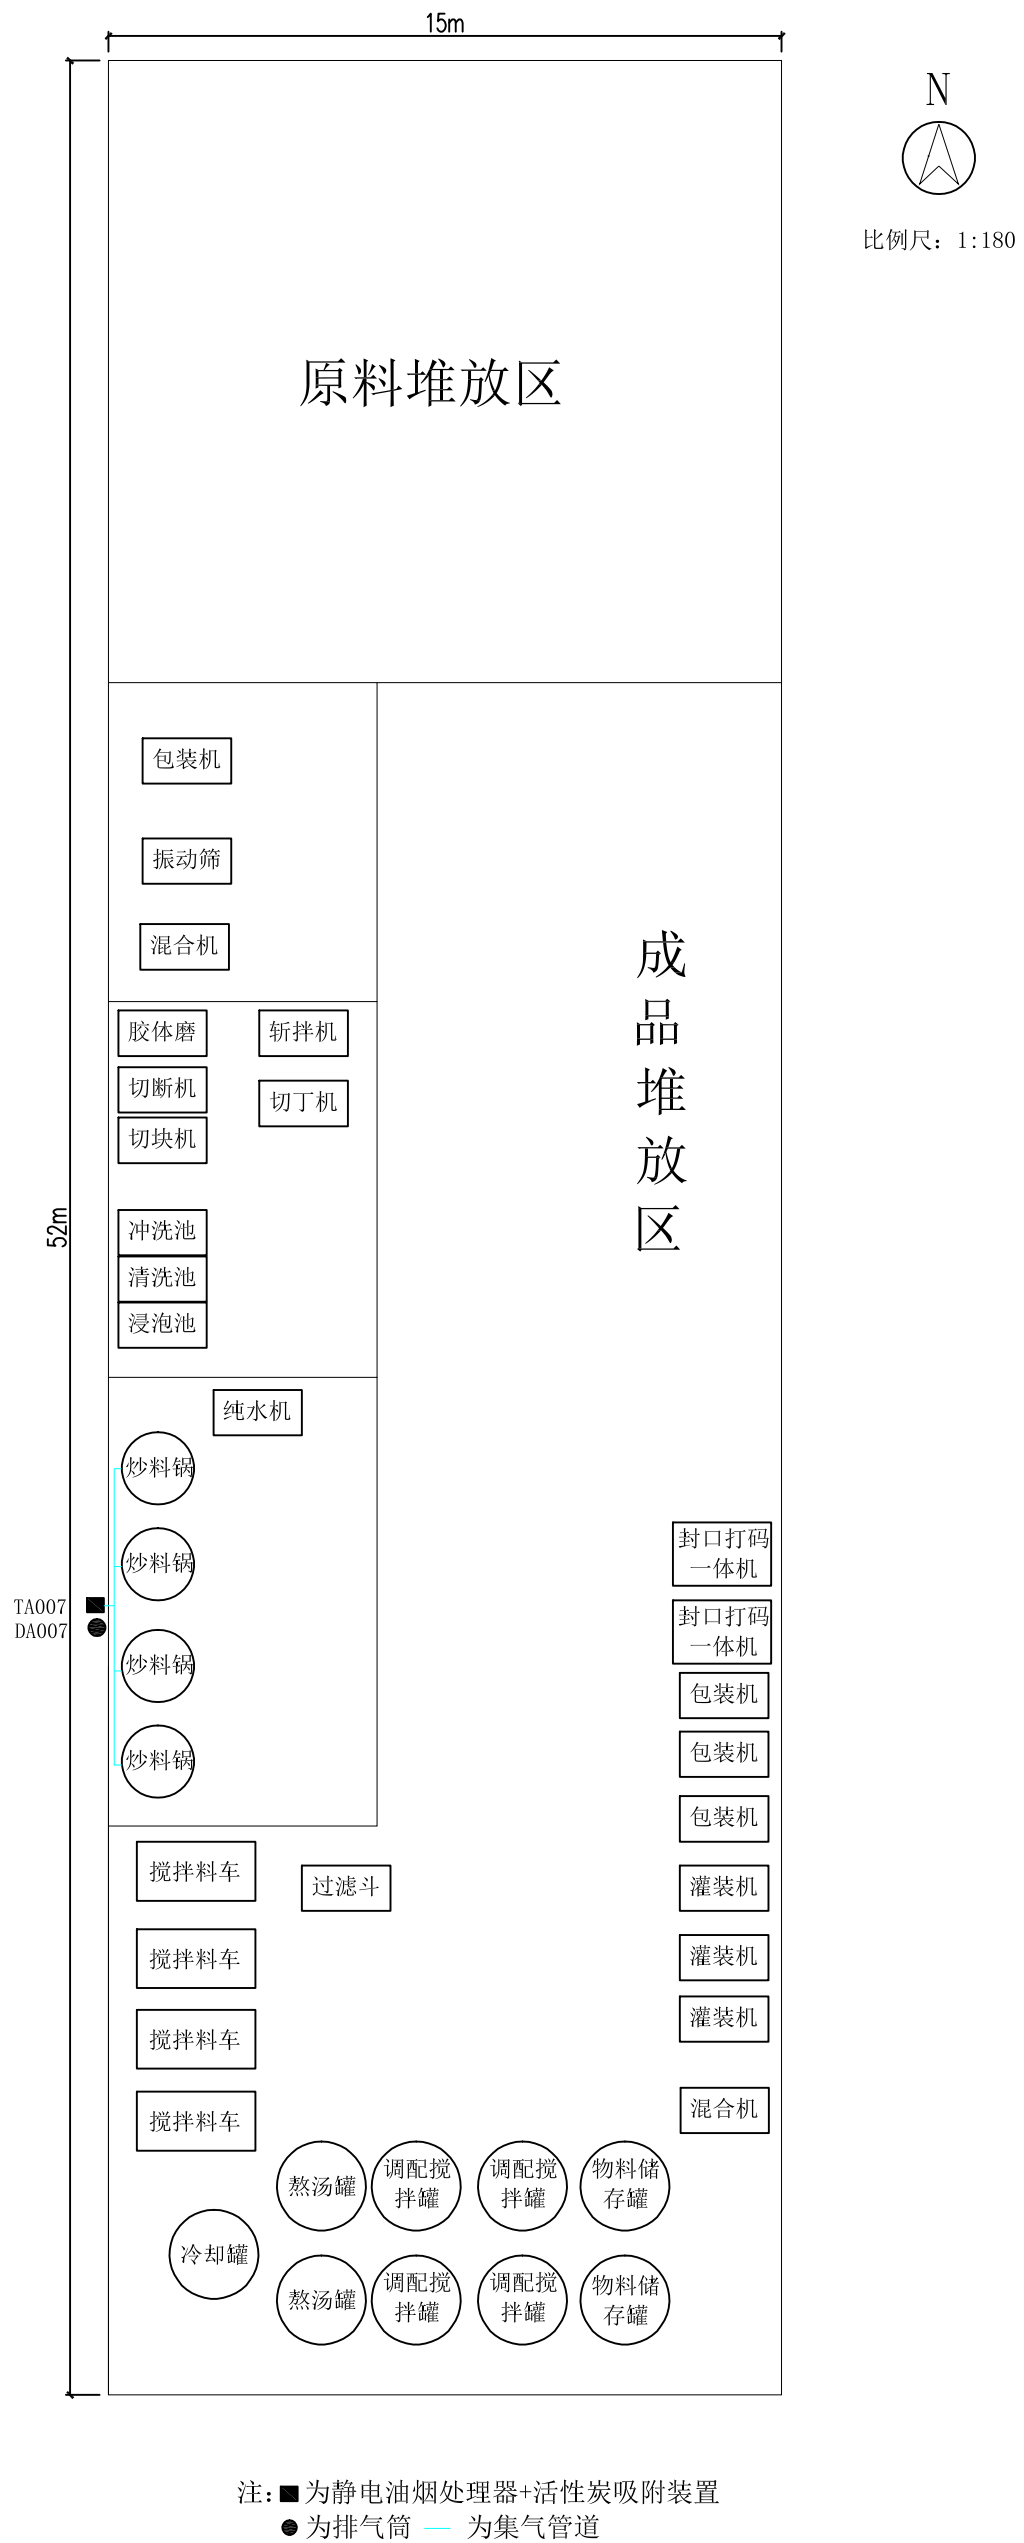 15m
N
比例尺：1:180
原料堆放区
包装机
振动筛
混合机
成
品
堆
放
区
胶体磨
斩拌机
切断机
切丁机
切块机
冲洗池
清洗池
浸泡池
52m
纯水机
炒料锅
炒料锅
炒料锅
炒料锅
TA007
DA007
封口打码
一体机
封口打码
一体机
包装机
包装机
包装机
灌装机
灌装机
灌装机
混合机
搅拌料车
过滤斗
搅拌料车
搅拌料车
搅拌料车
熬汤罐
调配搅
拌罐
调配搅
拌罐
物料储
存罐
冷却罐
熬汤罐
调配搅
拌罐
调配搅
拌罐
物料储
存罐
注：为静电油烟处理器+活性炭吸附装置
为排气筒 为集气管道